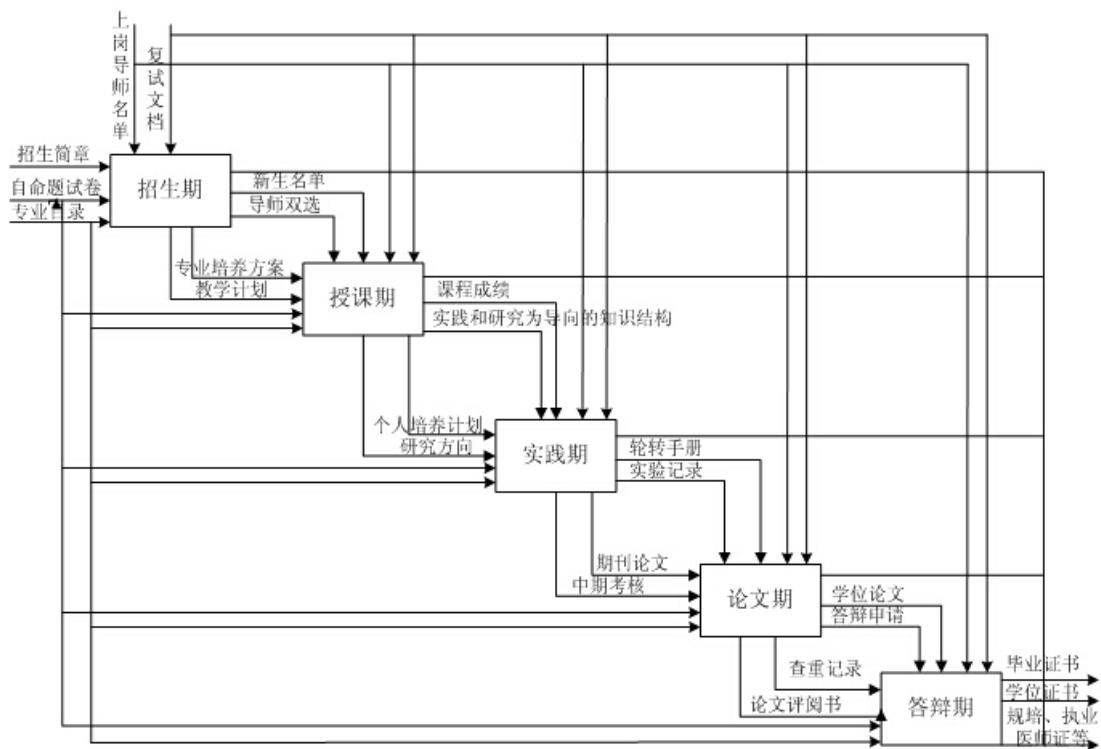 上岗导师名单
复试文档
招生简章
自命题试卷
专业目录
招生期
新生名单
导师双选
专业培养方案
教学计划
授课期
课程成绩
实践和研究为导向的知识结构
个人培养计划
研究方向
实践期
轮转手册
实验记录
期刊论文
中期考核
论文期
学位论文
答辩申请
查重记录
论文评阅书
答辩期
毕业证书
学位证书
规培、执业
医师证等